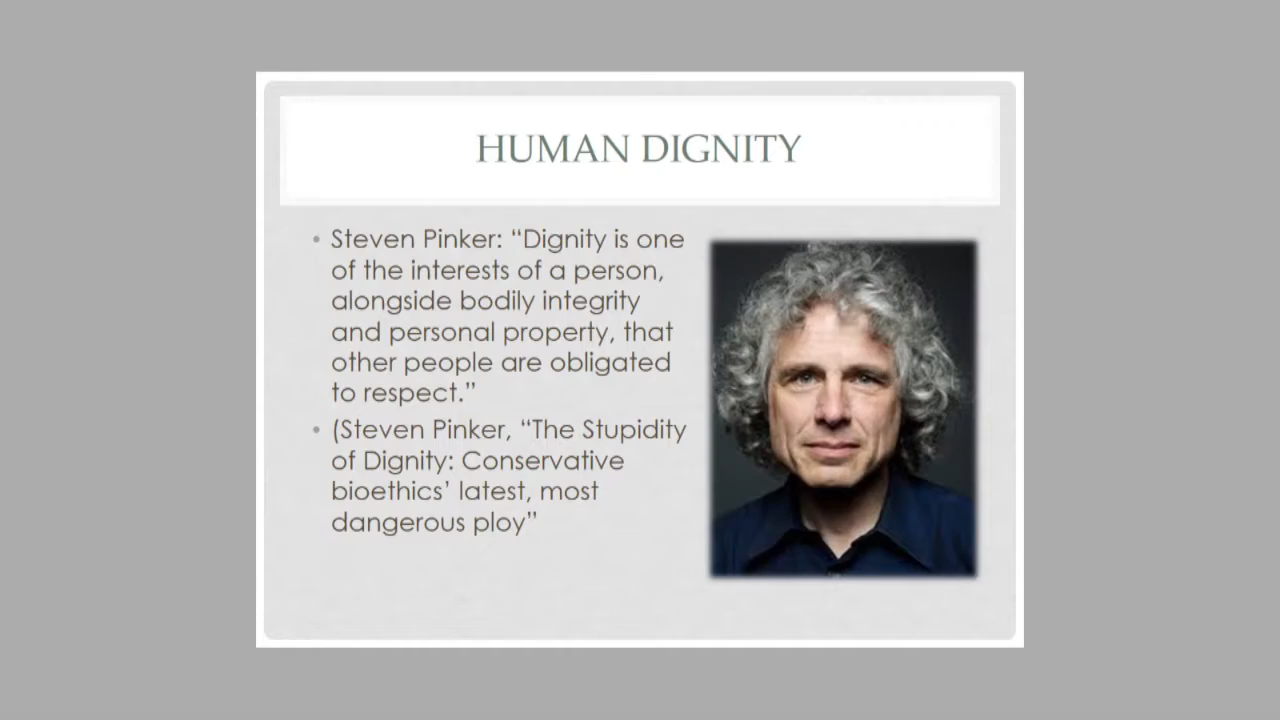 HUMAN DIGNITY
• Steven Pinker: “Dignity is one
of the interests of a person,
alongside bodily integrity
and personal property, that
other people are obligated
to respect.”
• (Steven Pinker, “The Stupidity
of Dignity: Conservative
bioethics’ latest, most
dangerous ploy”